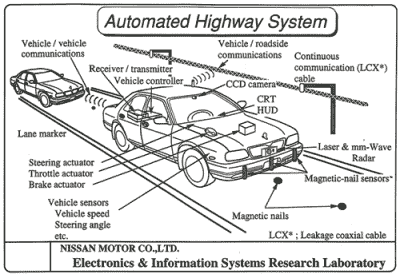 Automated Highway System
Vehicle / vehicle
communications
Vehicle / roadside
communications
Continuous
communication (LCX*)
cable
Receiver / transmitter
Vehicle controller
CCD camera
CRT
HUD
Lane marker
Laser & mm-Wave
Radar
Steering actuator
Throttle actuator
Brake actuator
Magnetic-nail sensors
Vehicle sensors
Vehicle speed
Steering angle
etc.
Magnetic nails
LCX* ; Leakage coaxial cable
NISSAN MOTOR CO.,LTD.
Electronics & Information Systems Research Laboratory